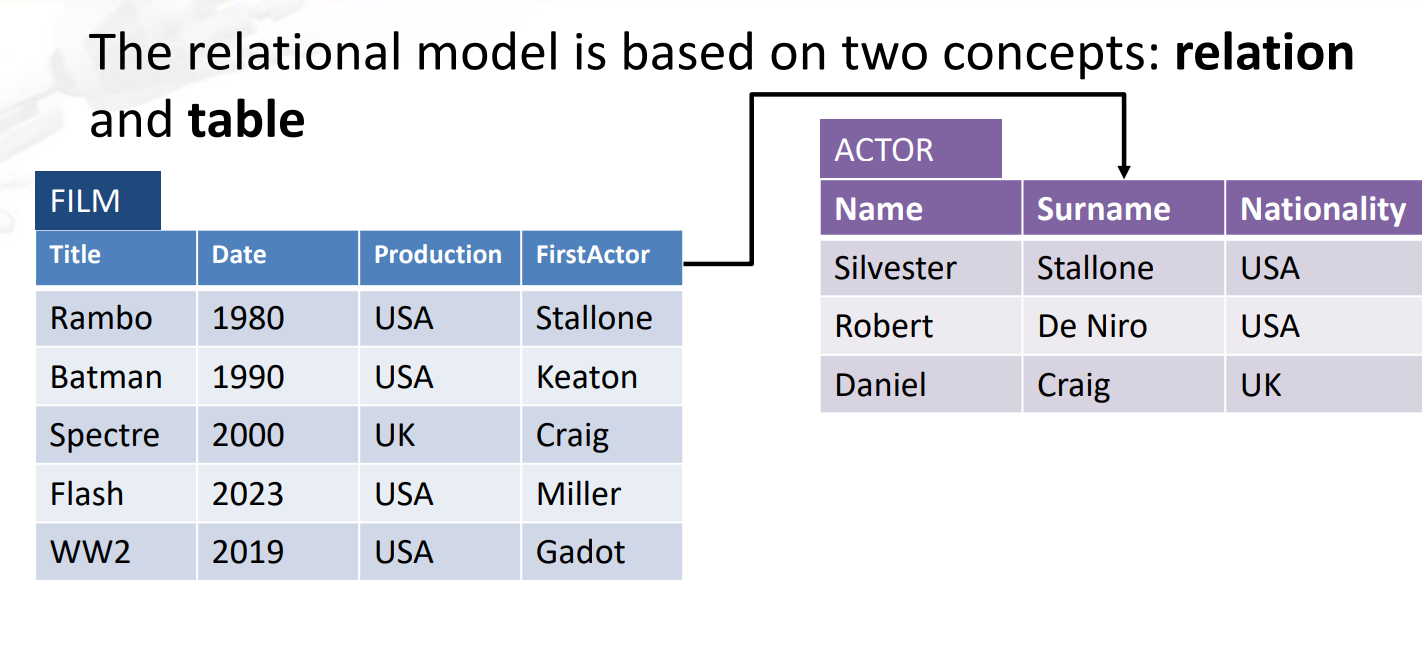 The relational model is based on two concepts: relation
and table
FILM
Title Date Production FirstActor
Rambo 1980 USA Stallone
Batman 1990 USA Keaton
Spectre 2000 UK Craig
Flash 2023 USA Miller
WW2 2019 USA Gadot
ACTOR
Name Surname Nationality
Silvester Stallone USA
Robert De Niro USA
Daniel Craig UK